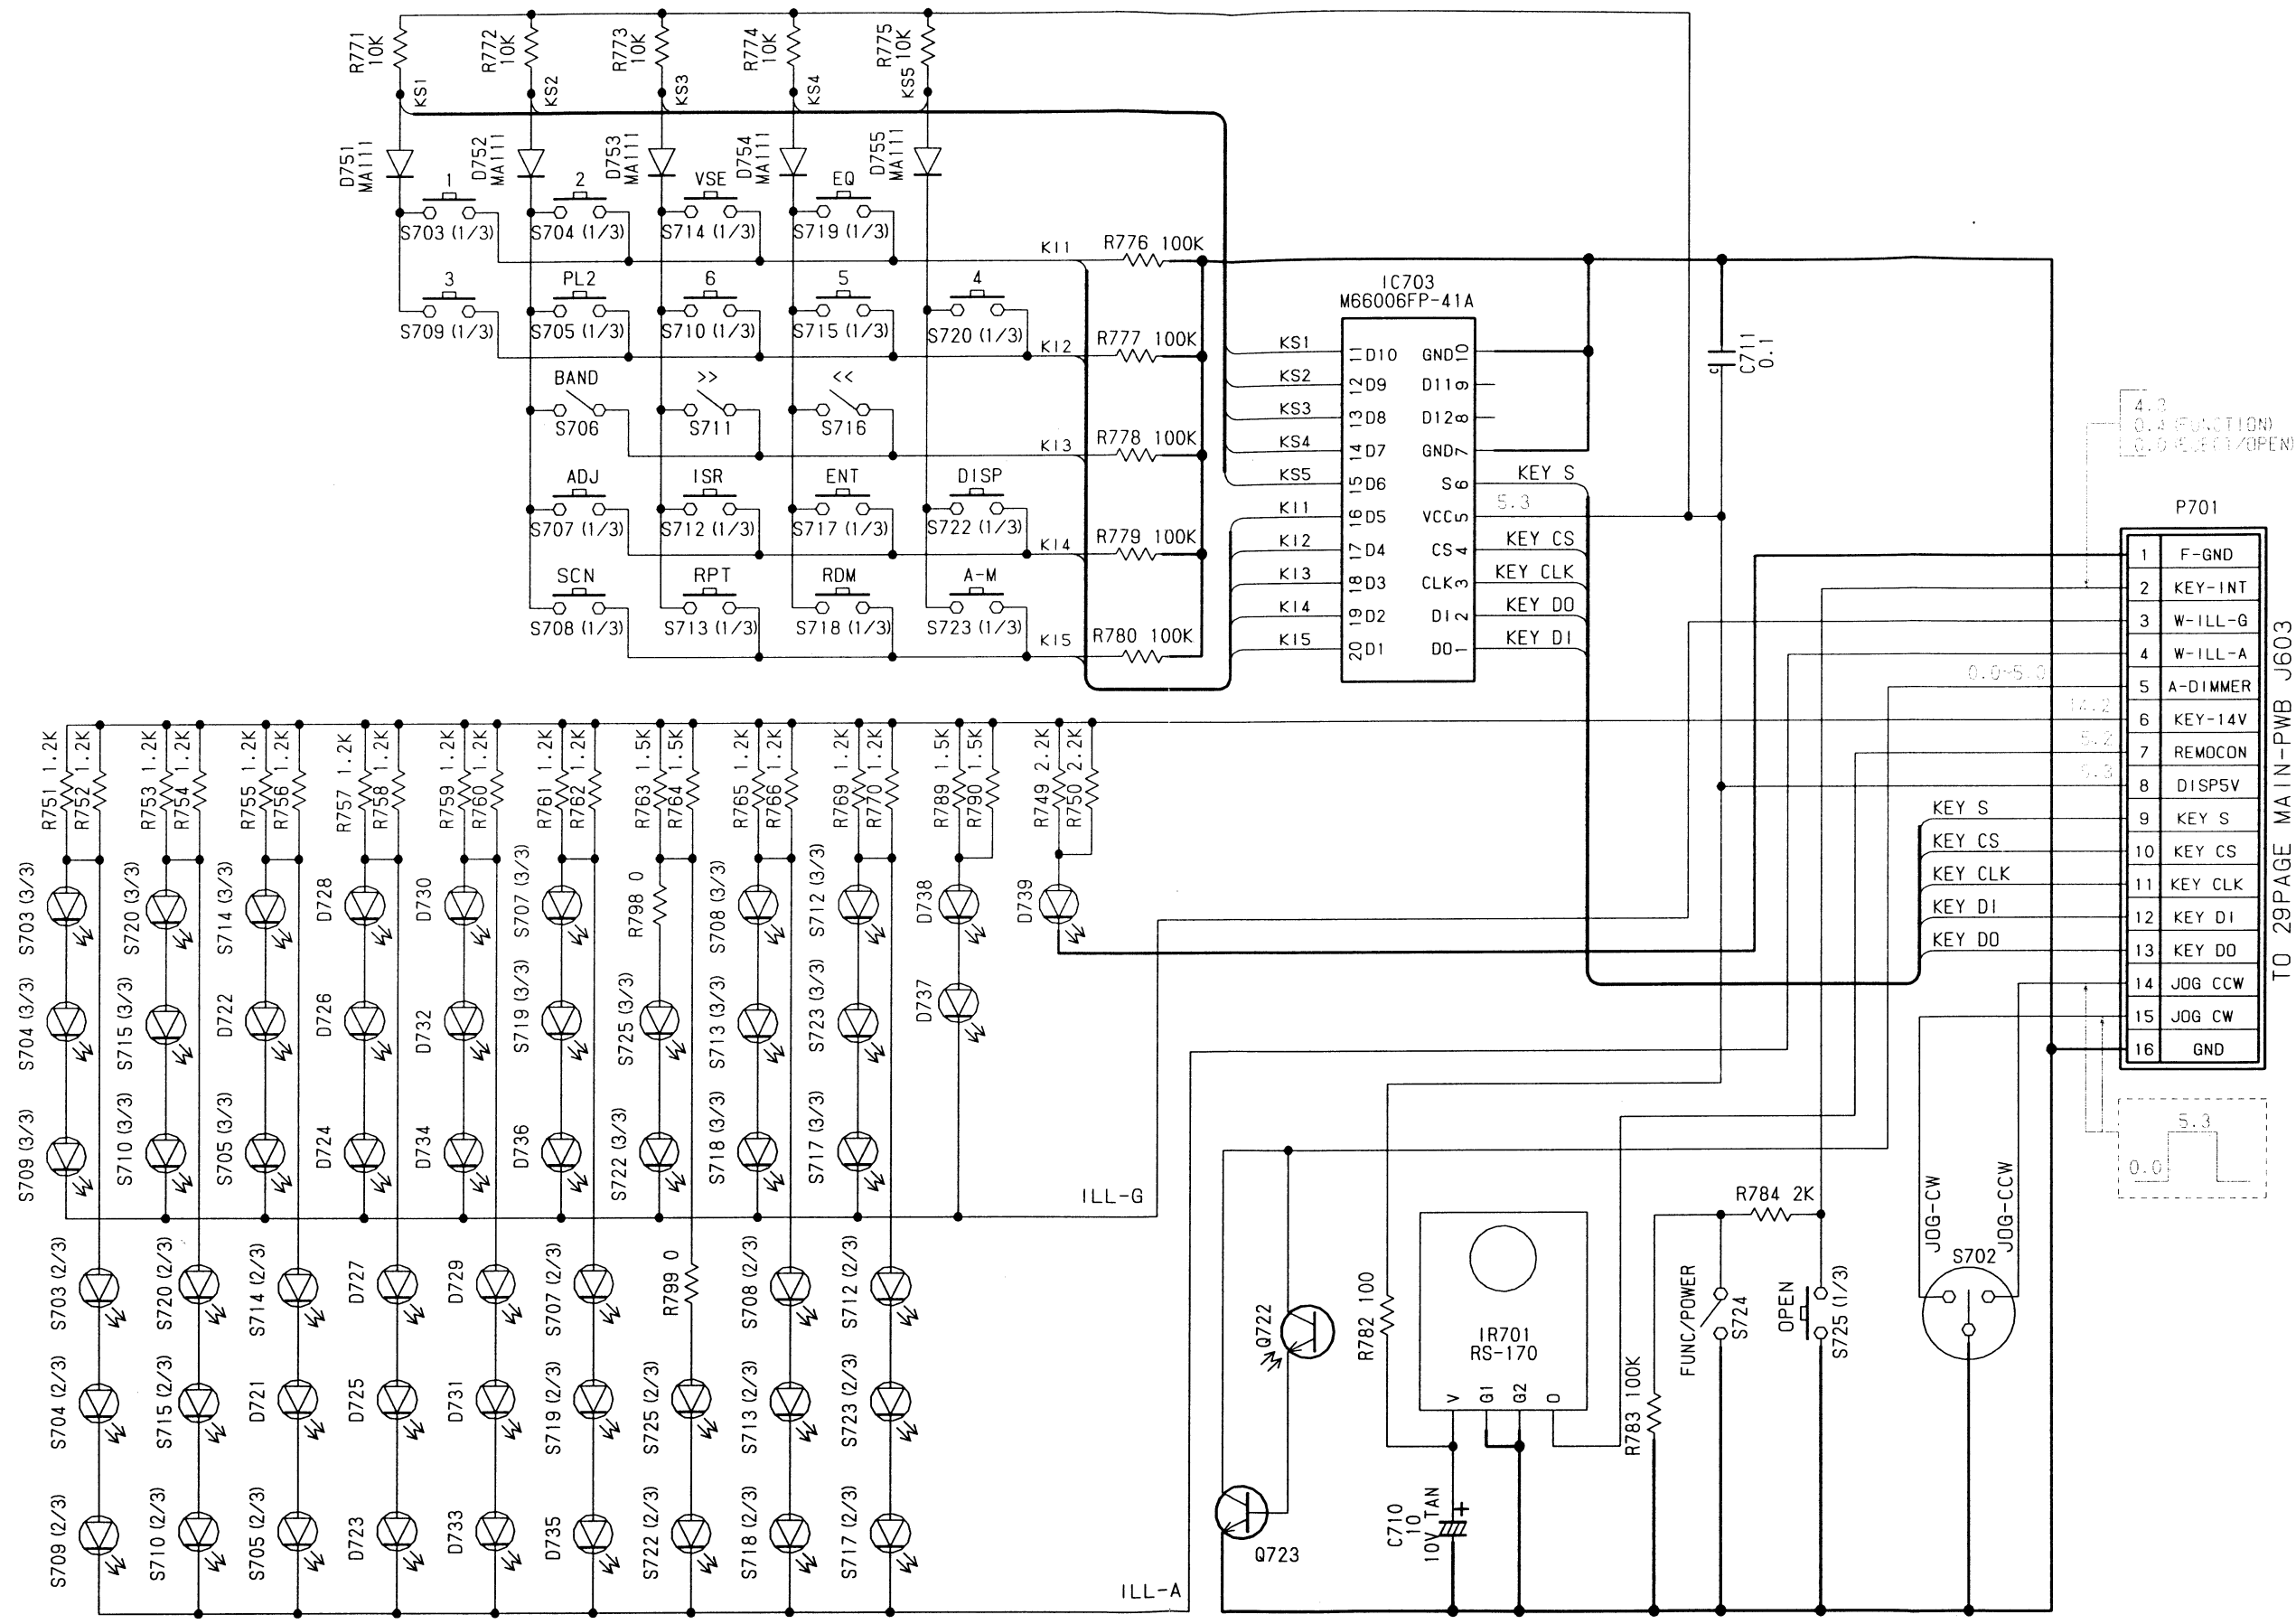 R771 10K
R772 10K
R773 10K
R774 10K
R775 10K
KS1
KS2
KS3
KS4
KS5
D751 MA111
D752 MA111
D753 MA111
D754 MA111
D755 MA111
1
2
VSE
EQ
S703 (1/3)
S704 (1/3)
S714 (1/3)
S719 (1/3)
KI1
R776 100K
3
PL2
6
5
4
S709 (1/3)
S705 (1/3)
S710 (1/3)
S715 (1/3)
S720 (1/3)
KI2
R777 100K
BAND
>>
<<
S706
S711
S716
KI3
R778 100K
ADJ
ISR
ENT
DISP
S707 (1/3)
S712 (1/3)
S717 (1/3)
S722 (1/3)
KI4
R779 100K
SCN
RPT
RDM
A-M
S708 (1/3)
S713 (1/3)
S718 (1/3)
S723 (1/3)
KI5
R780 100K
IC703
M66006FP-41A
KS1 11 D10
KS2 12 D9
KS3 13 D8
KS4 14 D7
KS5 15 D6
KI1 16 D5
KI2 17 D4
KI3 18 D3
KI4 19 D2
KI5 20 D1
GND 10
D11 9
D12 8
GND 7
S 6 KEY S
VCC 5 5.3
CS 4 KEY CS
CLK 3 KEY CLK
DI 2 KEY DO
DO 1 KEY DI
C711
0.1
4.3
0.4 (FUNCTION)
0.0 (EJECT/OPEN)
P701
1 F-GND
2 KEY-INT
3 W-ILL-G
4 W-ILL-A
5 A-DIMMER
6 KEY-14V
7 REMOCON
8 DISP5V
9 KEY S
10 KEY CS
11 KEY CLK
12 KEY DI
13 KEY DO
14 JOG CCW
15 JOG CW
16 GND
TO 29PAGE MAIN-PWB J603
0.0~5.0
14.2
5.2
5.3
KEY S
KEY CS
KEY CLK
KEY DI
KEY DO
5.3
0.0
R751 1.2K
R752 1.2K
R753 1.2K
R754 1.2K
R755 1.2K
R756 1.2K
R757 1.2K
R758 1.2K
R759 1.2K
R760 1.2K
R761 1.2K
R762 1.2K
R763 1.5K
R764 1.5K
R765 1.2K
R766 1.2K
R769 1.2K
R770 1.2K
R789 1.5K
R790 1.5K
R749 2.2K
R750 2.2K
S703 (3/3)
S720 (3/3)
S714 (3/3)
D728
D730
S707 (3/3)
R798 0
S708 (3/3)
S712 (3/3)
D738
D739
S704 (3/3)
S715 (3/3)
D722
D726
D732
S719 (3/3)
S725 (3/3)
S713 (3/3)
S723 (3/3)
D737
S709 (3/3)
S710 (3/3)
S705 (3/3)
D724
D734
D736
S722 (3/3)
S718 (3/3)
S717 (3/3)
ILL-G
S703 (2/3)
S720 (2/3)
S714 (2/3)
D727
D729
S707 (2/3)
R799 0
S708 (2/3)
S712 (2/3)
S704 (2/3)
S715 (2/3)
D721
D725
D731
S719 (2/3)
S725 (2/3)
S713 (2/3)
S723 (2/3)
S709 (2/3)
S710 (2/3)
S705 (2/3)
D723
D733
D735
S722 (2/3)
S718 (2/3)
S717 (2/3)
ILL-A
Q722
Q723
R782 100
IR701
RS-170
V
G1
G2
O
C710
10
10V TAN
+
R783 100K
R784 2K
FUNC/POWER
S724
OPEN
S725 (1/3)
JOG-CW
JOG-CCW
S702